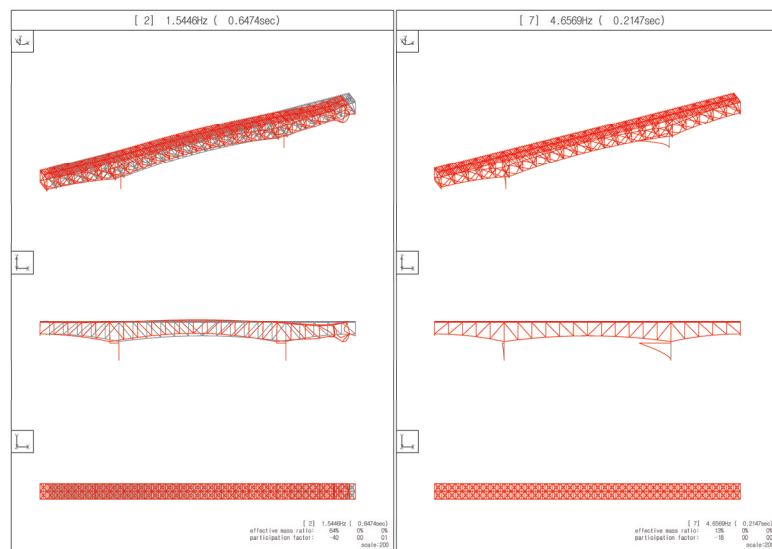 [ 2] 1.5446Hz ( 0.6474sec)
[ 7] 4.6569Hz ( 0.2147sec)
[ 2] 1.5446Hz ( 0.6474sec)
effective mass ratio: 64% 0% 0%
participation factor: -40 00 01
scale:200
[ 7] 4.6569Hz ( 0.2147sec)
effective mass ratio: 13% 0% 0%
participation factor: -18 00 00
scale:200